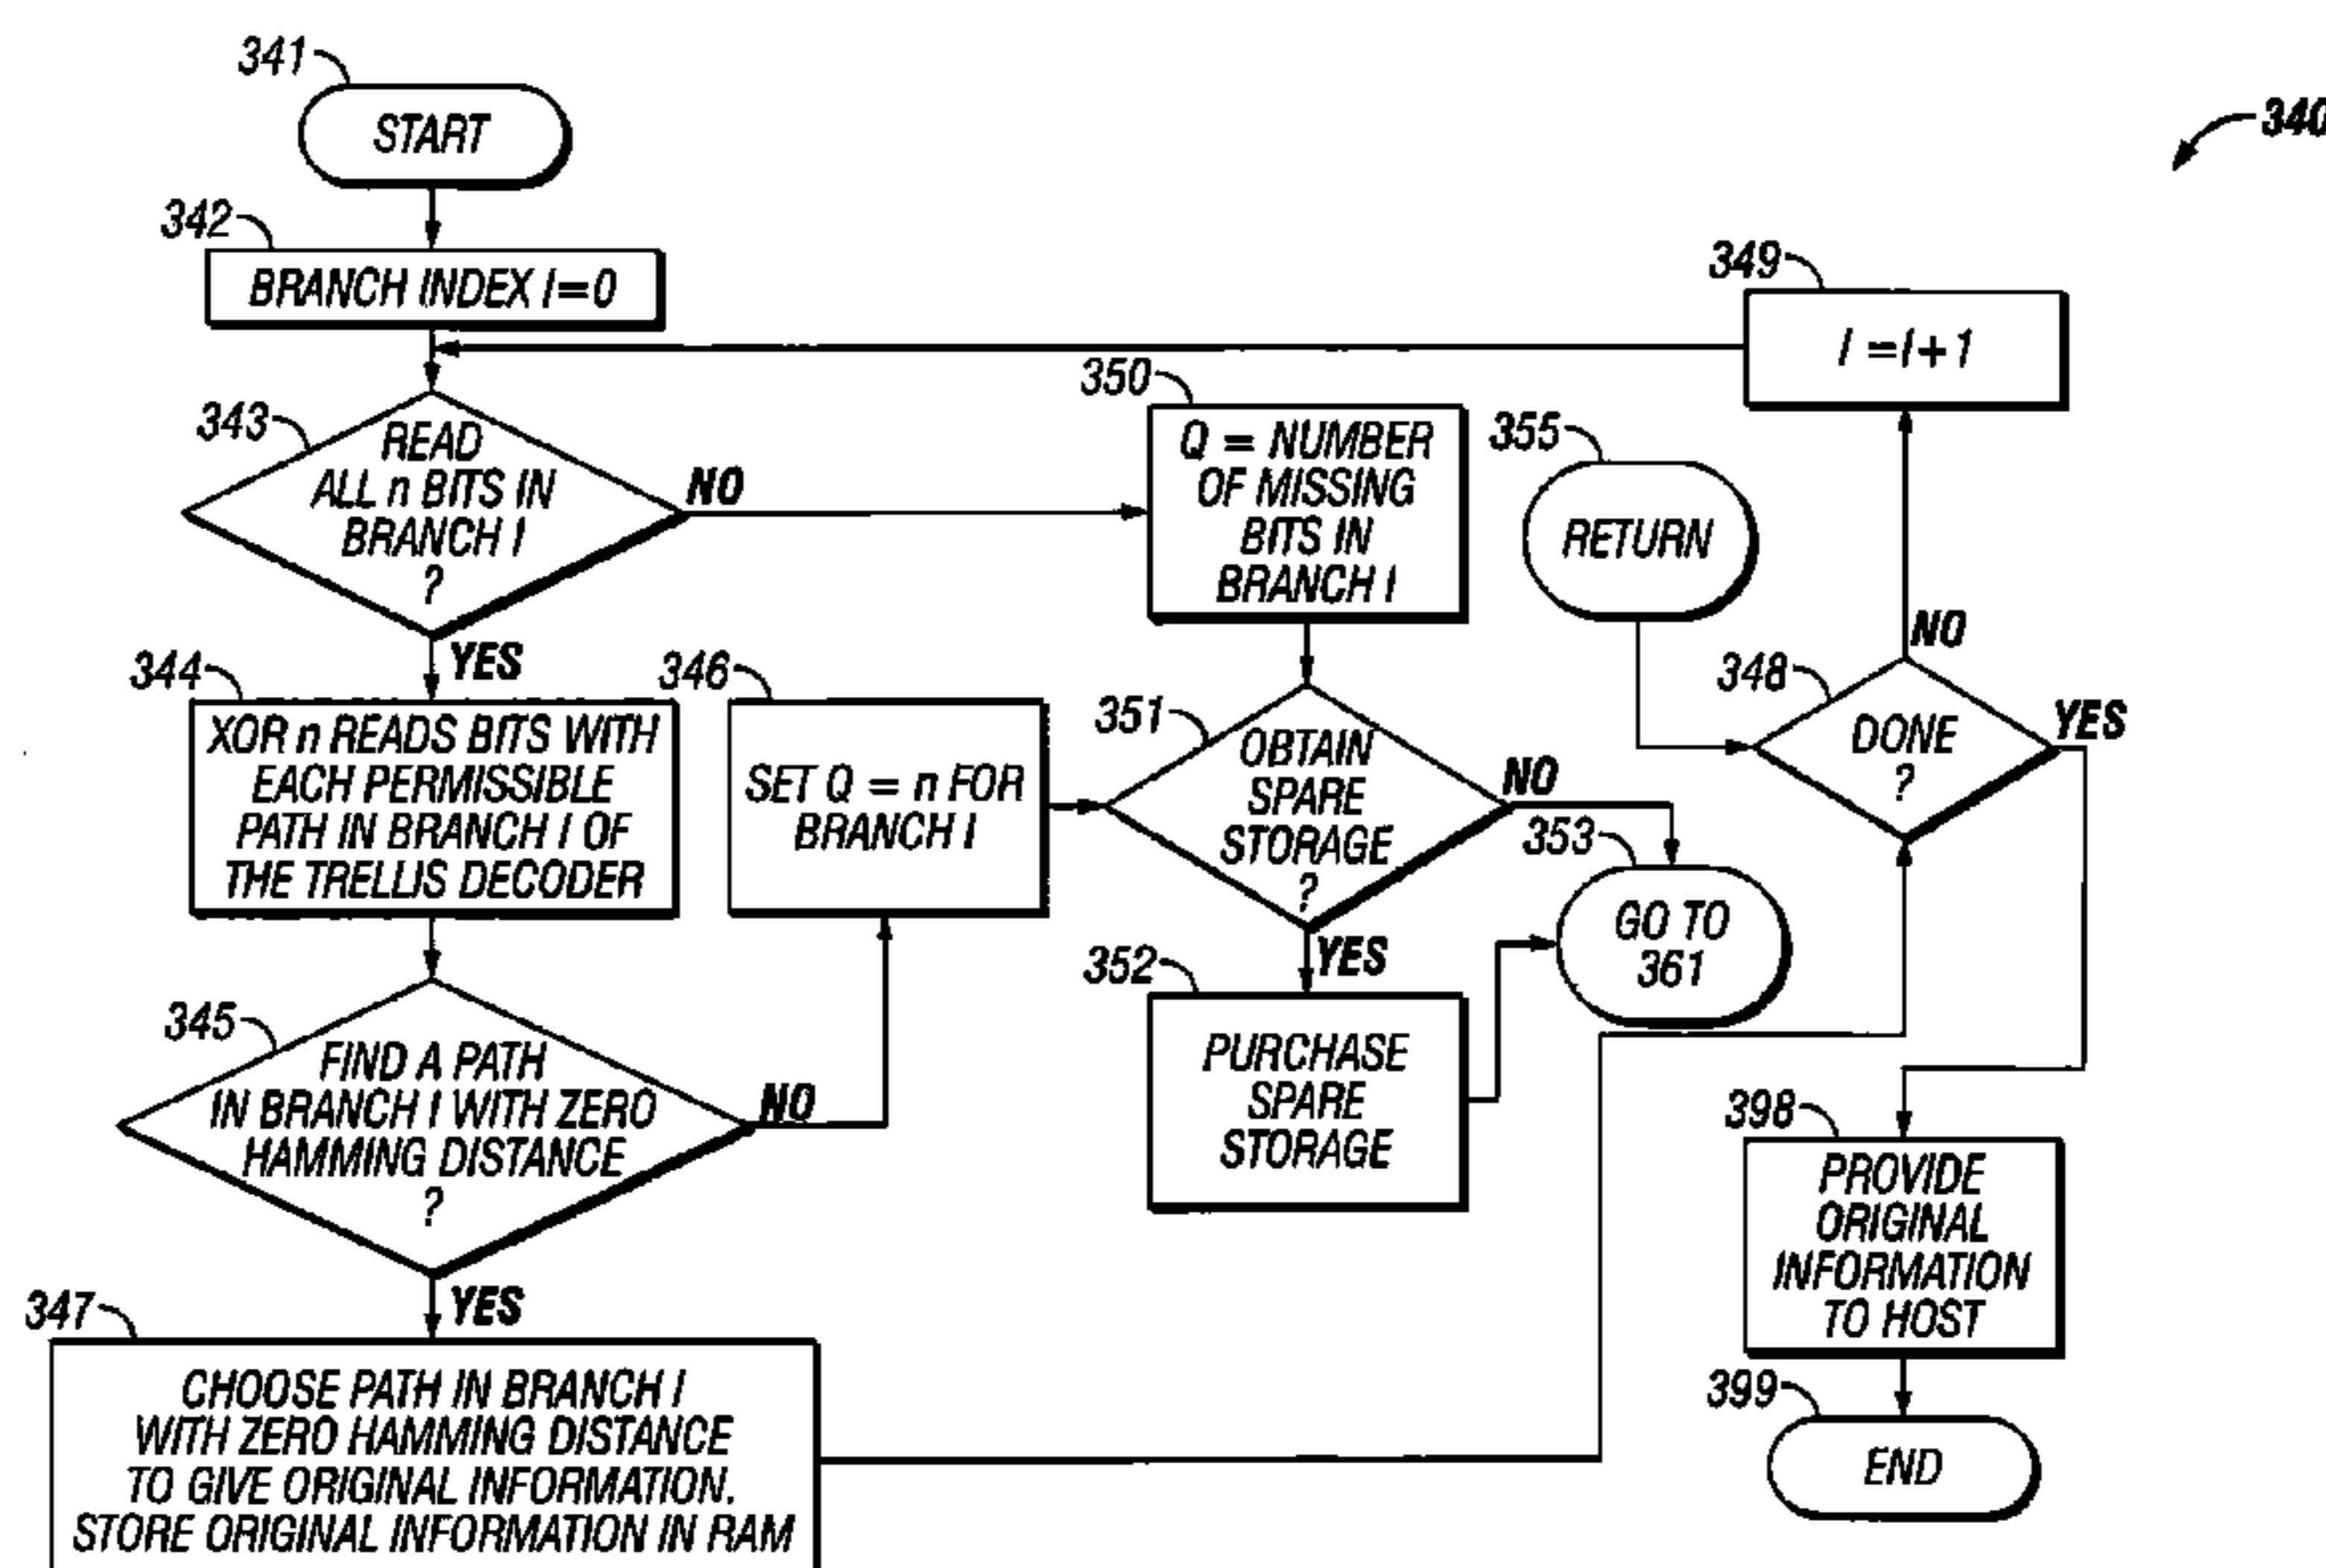 341
START
340
342
BRANCH INDEX I=0
349
I =I+1
343
READ
ALL n BITS IN
BRANCH I
?
NO
YES
350
Q = NUMBER
OF MISSING
BITS IN
BRANCH I
355
RETURN
344
XOR n READS BITS WITH
EACH PERMISSIBLE
PATH IN BRANCH I OF
THE TRELLIS DECODER
346
SET Q = n FOR
BRANCH I
351
OBTAIN
SPARE
STORAGE
?
NO
YES
348
DONE
?
NO
YES
353
GO TO
361
345
FIND A PATH
IN BRANCH I WITH ZERO
HAMMING DISTANCE
?
NO
YES
352
PURCHASE
SPARE
STORAGE
398
PROVIDE
ORIGINAL
INFORMATION
TO HOST
347
CHOOSE PATH IN BRANCH I
WITH ZERO HAMMING DISTANCE
TO GIVE ORIGINAL INFORMATION.
STORE ORIGINAL INFORMATION IN RAM
399
END